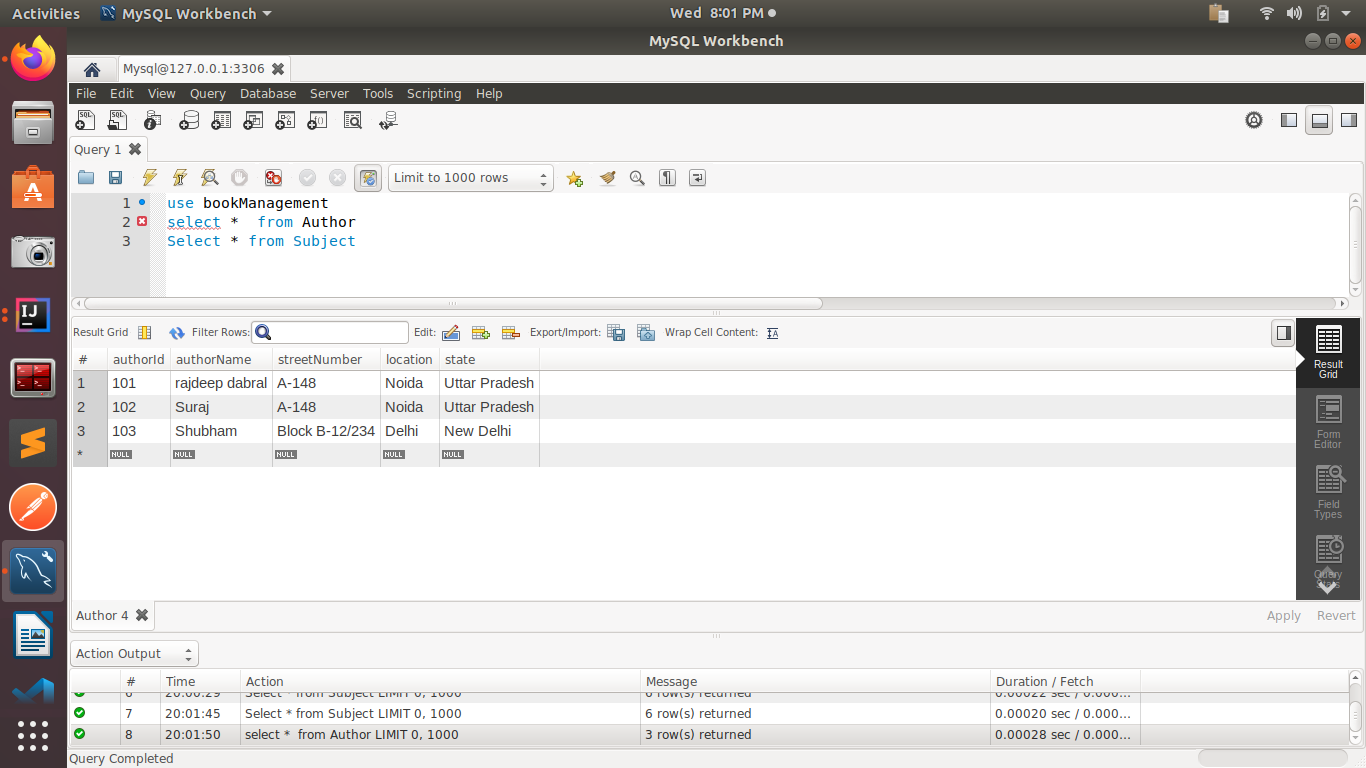 Activities MySQL Workbench Wed 8:01 PM
MySQL Workbench
Mysql@127.0.0.1:3306
File Edit View Query Database Server Tools Scripting Help
Query 1
Limit to 1000 rows
1 use bookManagement
2 select *  from Author
3 Select * from Subject
Result Grid Filter Rows: Edit: Export/Import: Wrap Cell Content:
# authorId authorName streetNumber location state
1 101 rajdeep dabral A-148 Noida Uttar Pradesh
2 102 Suraj A-148 Noida Uttar Pradesh
3 103 Shubham Block B-12/234 Delhi New Delhi
* NULL NULL NULL NULL NULL
Result
Grid
Form
Editor
Field
Types
Query
Stats
Author 4 Apply Revert
Action Output
# Time Action Message Duration / Fetch
6 20:00:29 Select * from Subject LIMIT 0, 1000 6 row(s) returned 0.00022 sec / 0.000...
7 20:01:45 Select * from Subject LIMIT 0, 1000 6 row(s) returned 0.00020 sec / 0.000...
8 20:01:50 select *  from Author LIMIT 0, 1000 3 row(s) returned 0.00028 sec / 0.000...
Query Completed